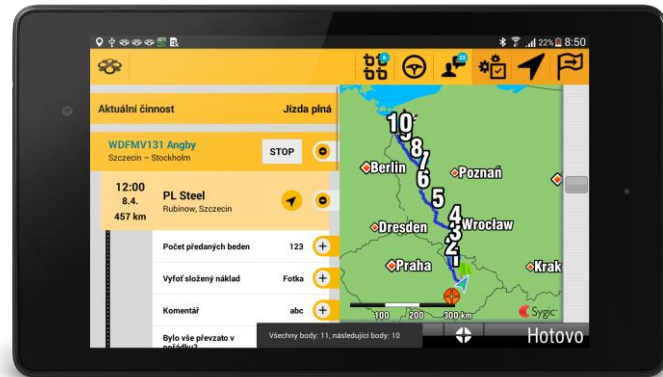 22% 8:50
Aktuální činnost Jízda plná
WDFMV131 Angby
Szczecin – Stockholm
STOP
12:00
8.4.
457 km
PL Steel
Rubinow, Szczecin
Počet předaných beden 123
Vyfoť složený náklad Fotka
Komentář abc
Bylo vše převzato v
pořádku?
10
9
8
7
6
5
4
3
2
1
Berlin
Poznań
Dresden
Wrocław
Praha
Krak
100 200 300 km
Sygic
Všechny body: 11, následující body: 10
Hotovo